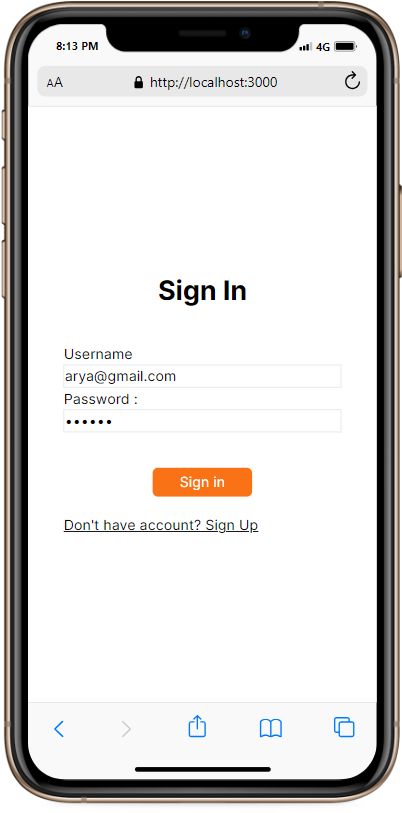 8:13 PM 4G
AA http://localhost:3000
Sign In
Username
arya@gmail.com
Password :
••••••
Sign in
Don't have account? Sign Up